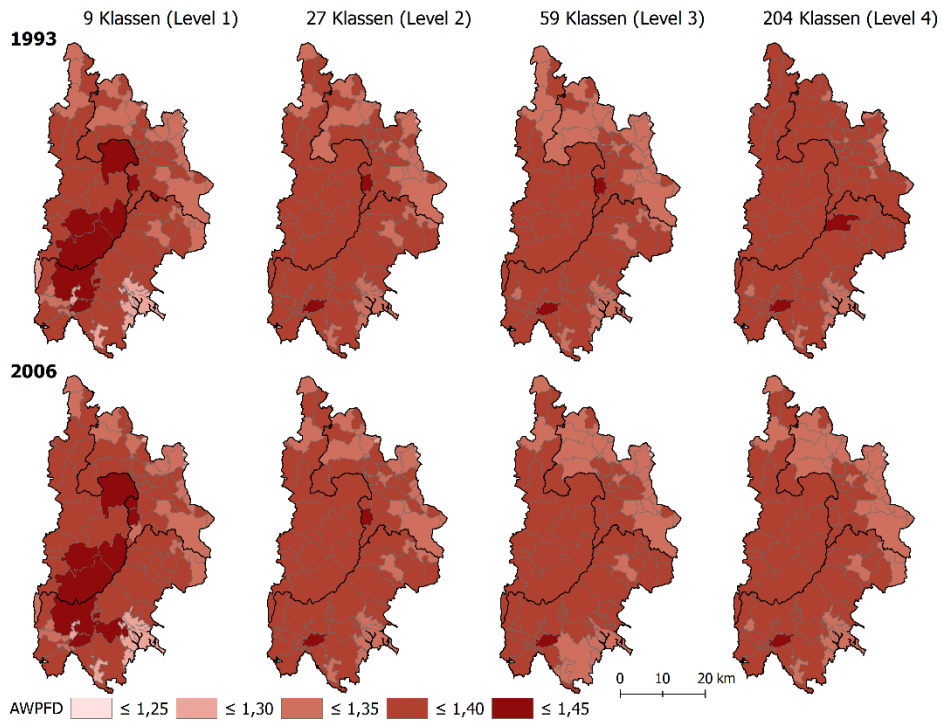 9 Klassen (Level 1) 27 Klassen (Level 2) 59 Klassen (Level 3) 204 Klassen (Level 4)
1993
2006
0 10 20 km
AWPFD ≤ 1,25 ≤ 1,30 ≤ 1,35 ≤ 1,40 ≤ 1,45